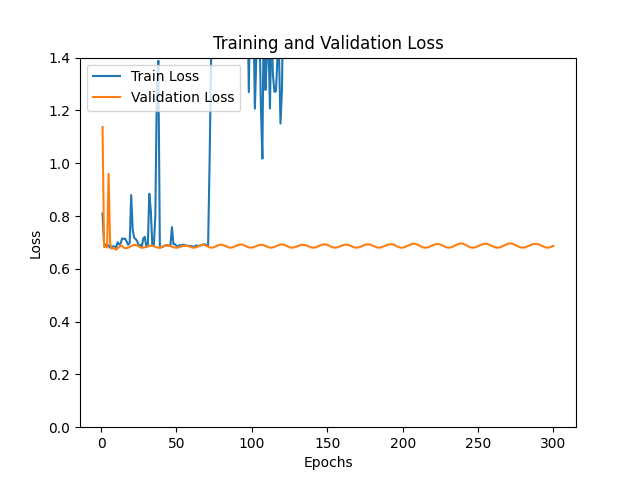 Training and Validation Loss
Train Loss
Validation Loss
1.4
1.2
1.0
0.8
0.6
0.4
0.2
0.0
Loss
0 50 100 150 200 250 300
Epochs